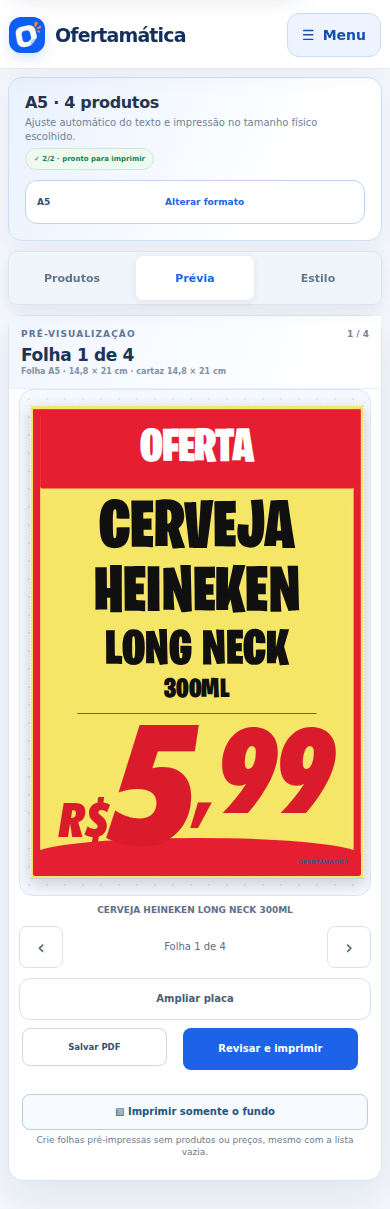 Ofertamática
☰ Menu
A5 · 4 produtos
Ajuste automático do texto e impressão no tamanho físico
escolhido.
✓ 2/2 · pronto para imprimir
A5 Alterar formato
Produtos Prévia Estilo
PRÉ-VISUALIZAÇÃO 1 / 4
Folha 1 de 4
Folha A5 · 14,8 × 21 cm · cartaz 14,8 × 21 cm
OFERTA
CERVEJA
HEINEKEN
LONG NECK
300ML
R$5,99
OFERTAMÁTICA
CERVEJA HEINEKEN LONG NECK 300ML
‹ Folha 1 de 4 ›
Ampliar placa
Salvar PDF Revisar e imprimir
▧ Imprimir somente o fundo
Crie folhas pré-impressas sem produtos ou preços, mesmo com a lista
vazia.